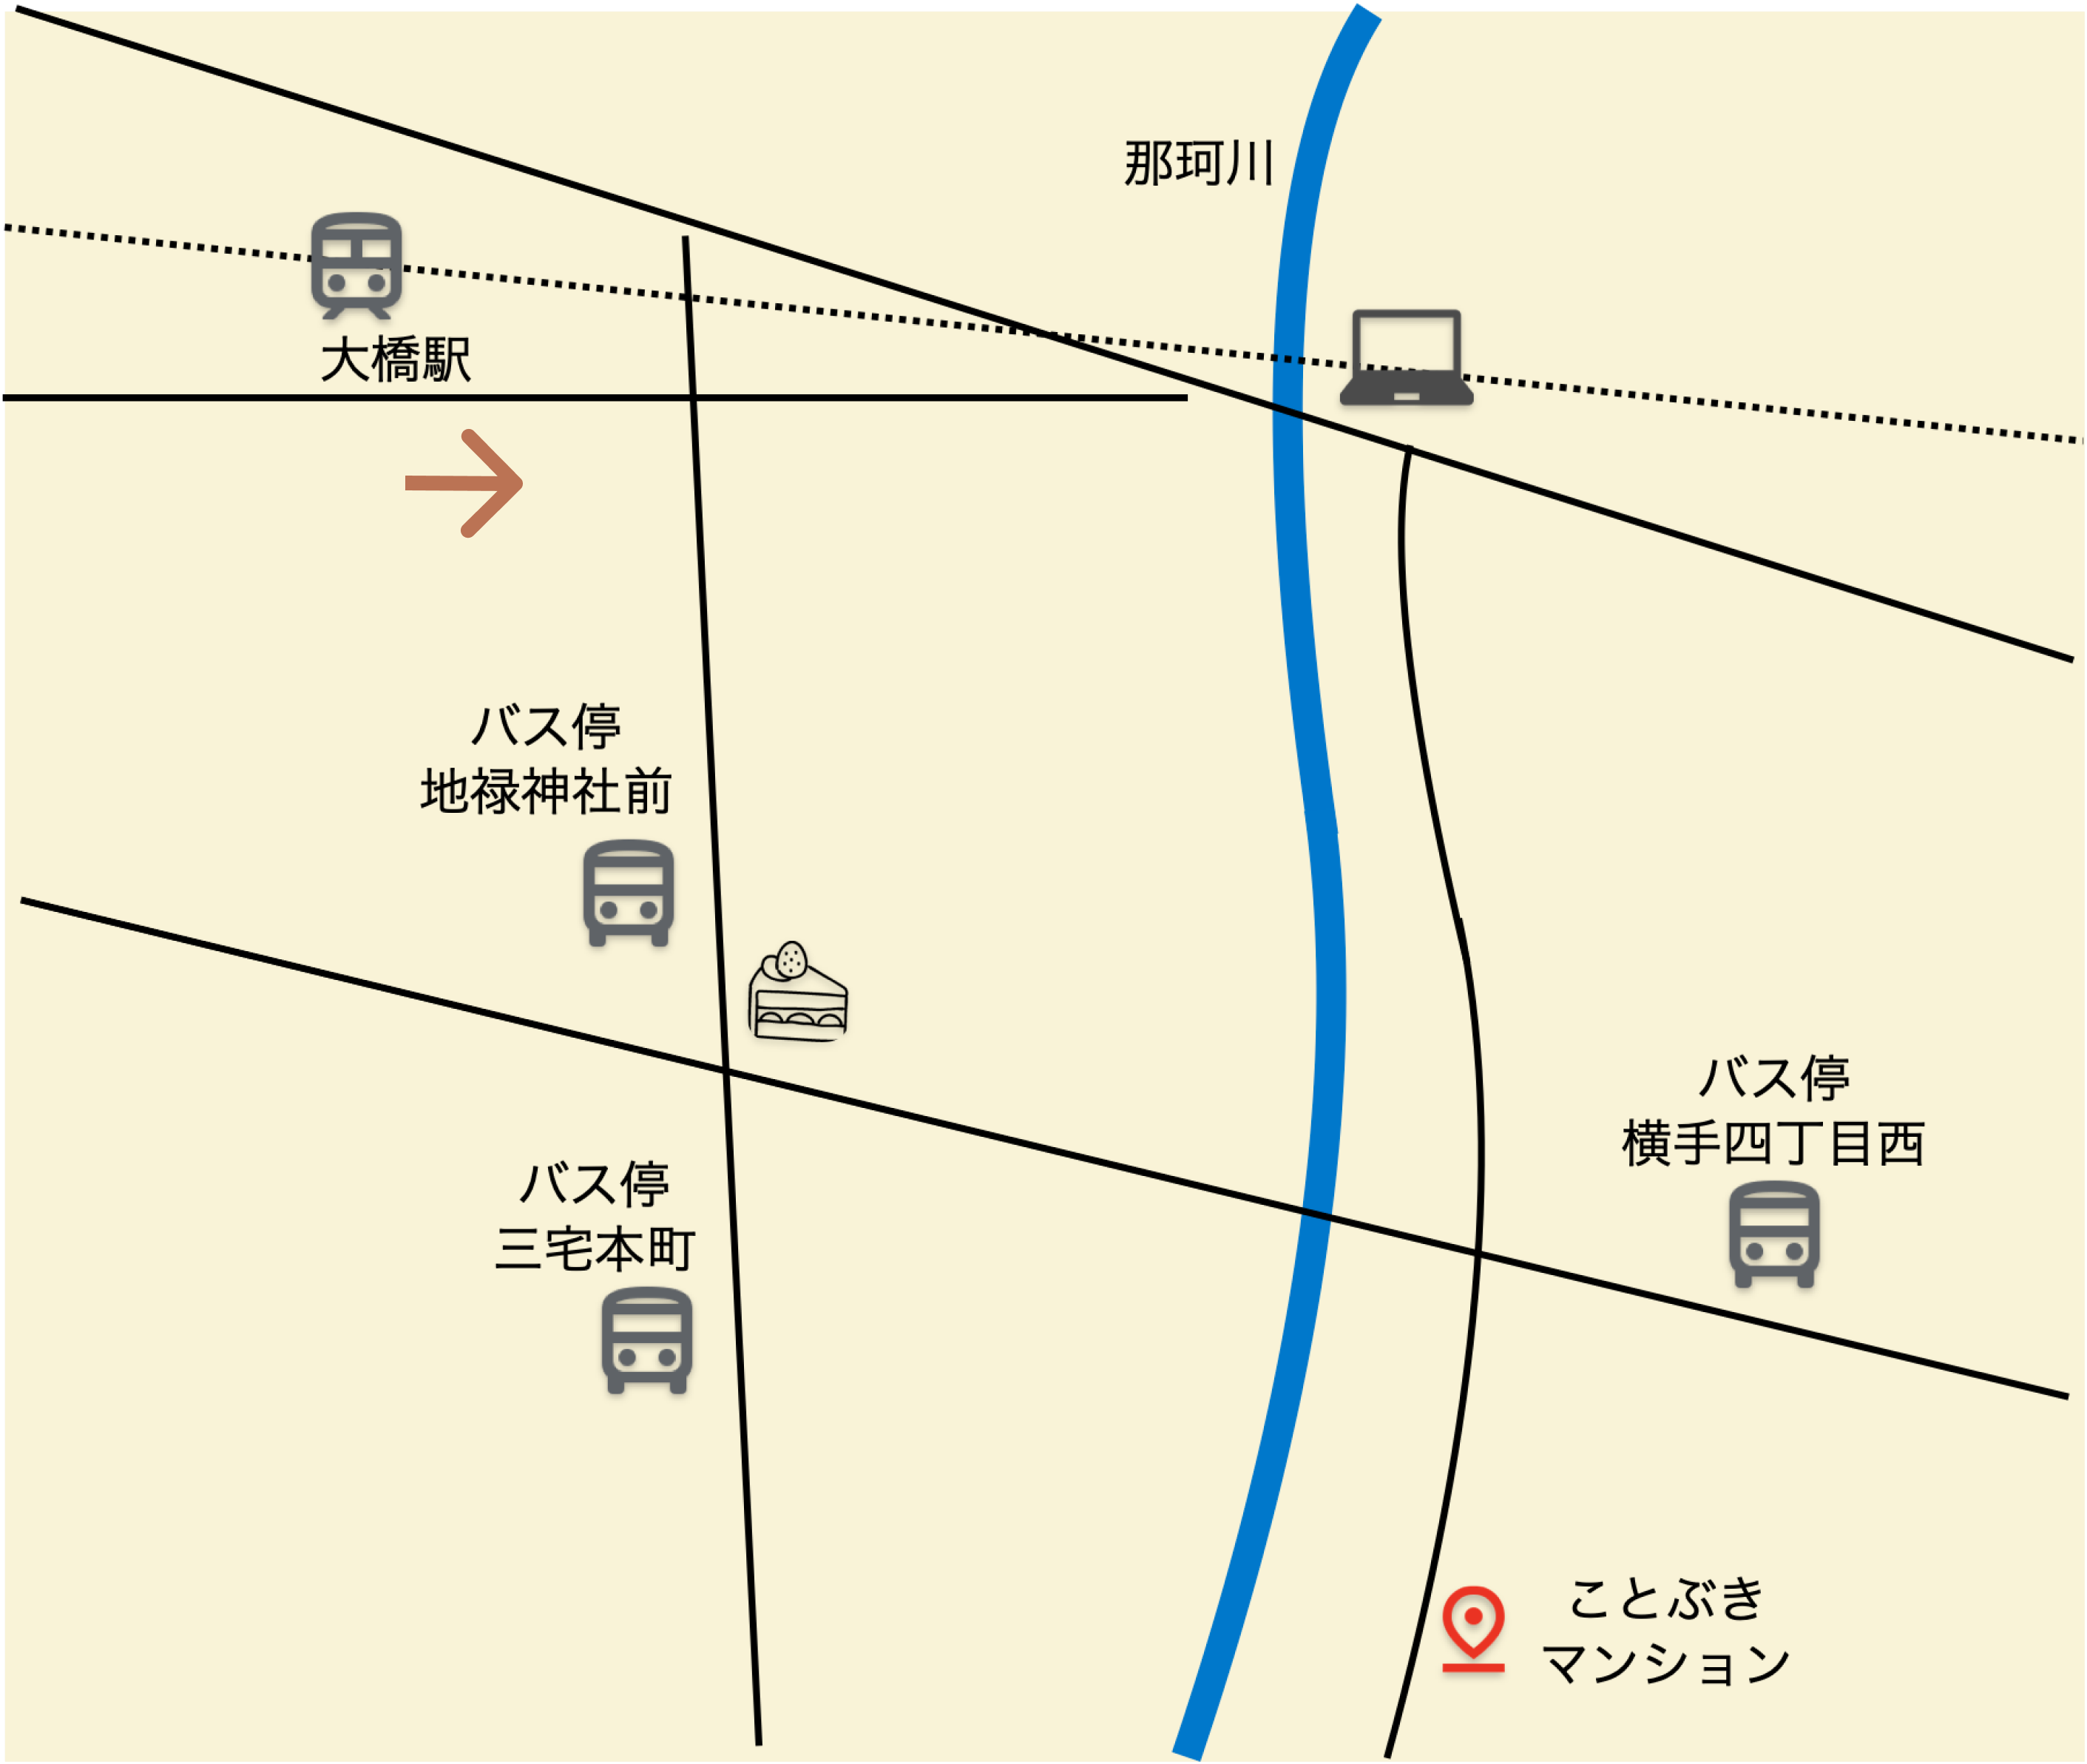 那珂川
大橋駅
バス停
地禄神社前
バス停
横手四丁目西
バス停
三宅本町
ことぶき
マンション